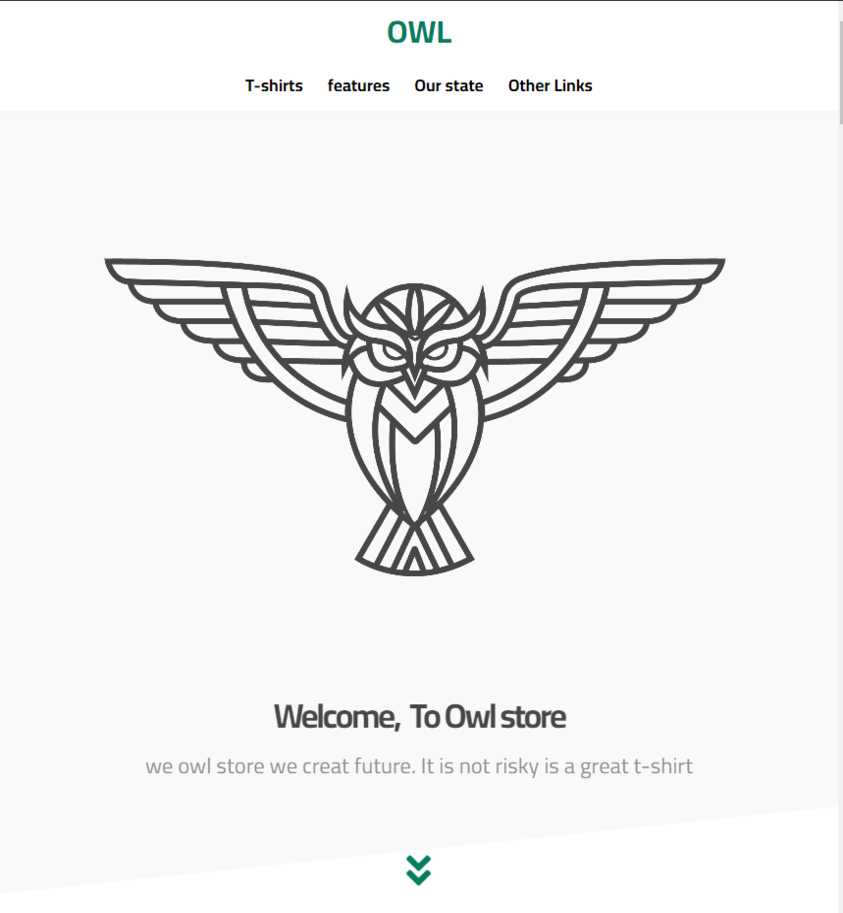 OWL
T-shirts features Our state Other Links
Welcome, To Owl store
we owl store we creat future. It is not risky is a great t-shirt